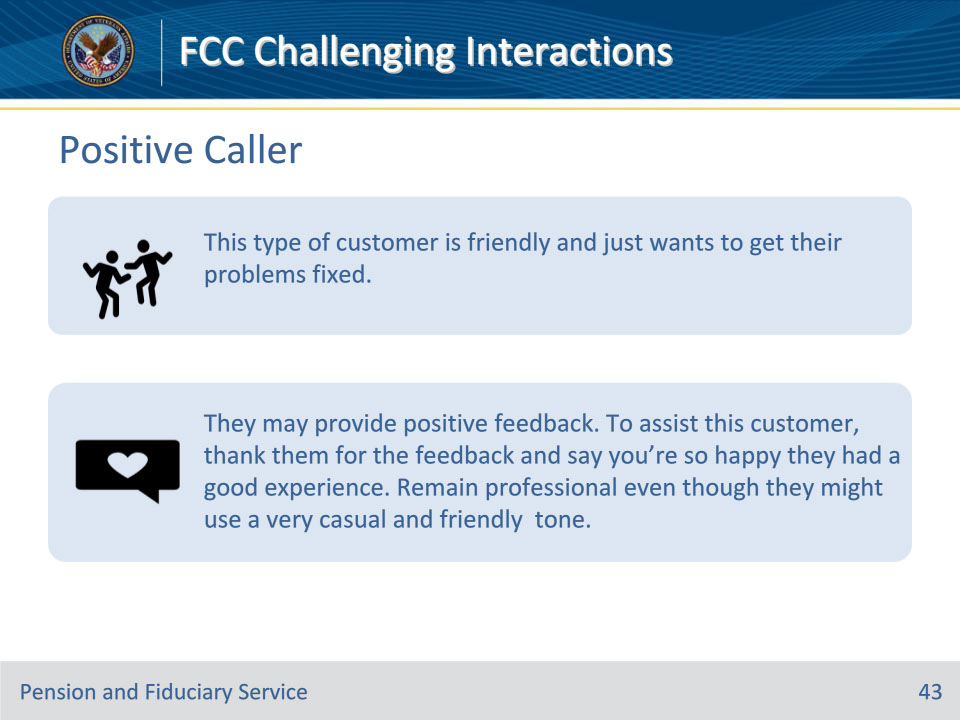 FCC Challenging Interactions
Positive Caller
This type of customer is friendly and just wants to get their
problems fixed.
They may provide positive feedback. To assist this customer,
thank them for the feedback and say you’re so happy they had a
good experience. Remain professional even though they might
use a very casual and friendly  tone.
Pension and Fiduciary Service
43